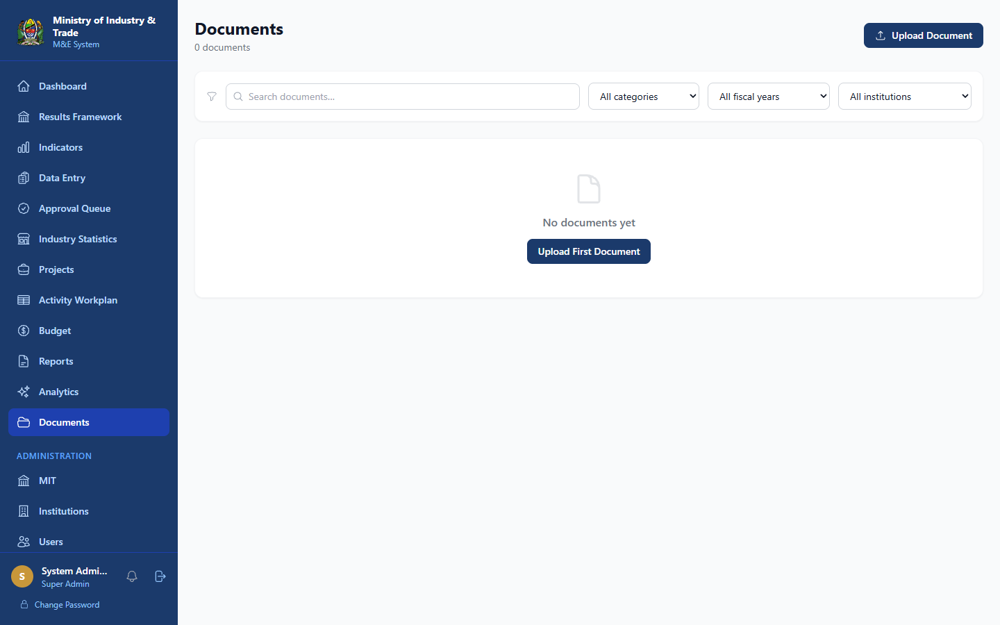 Ministry of Industry &
Trade
M&E System
Dashboard
Results Framework
Indicators
Data Entry
Approval Queue
Industry Statistics
Projects
Activity Workplan
Budget
Reports
Analytics
Documents
ADMINISTRATION
MIT
Institutions
Users
S
System Admi...
Super Admin
Change Password
Documents
0 documents
Upload Document
Search documents...
All categories
All fiscal years
All institutions
No documents yet
Upload First Document